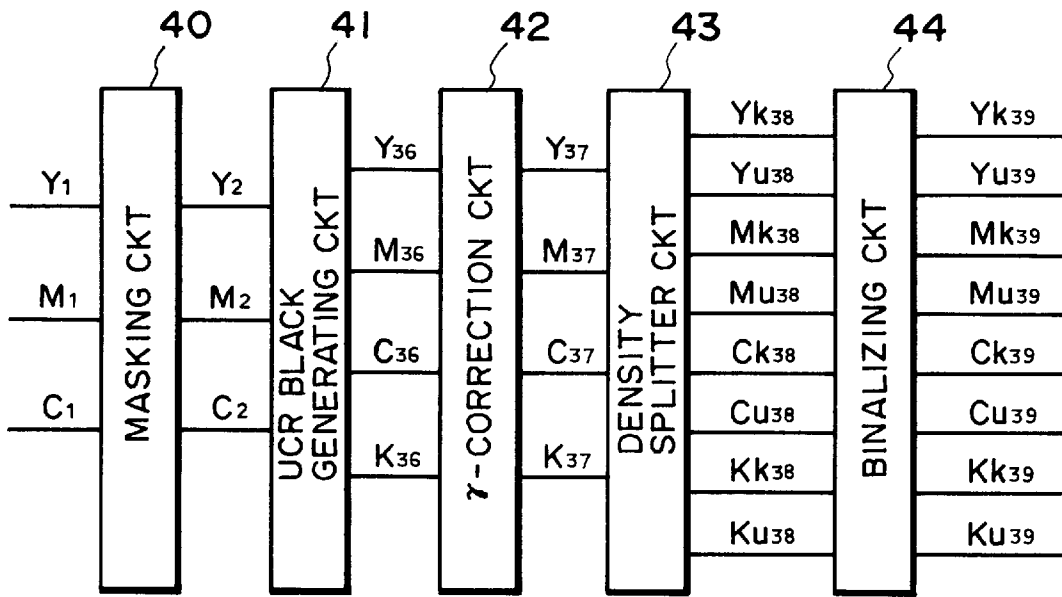 40 41 42 43 44
Y1
M1
C1
MASKING CKT
Y2
M2
C2
UCR BLACK
GENERATING CKT
Y36
M36
C36
K36
γ-CORRECTION CKT
Y37
M37
C37
K37
DENSITY
SPLITTER CKT
Yk38
Yu38
Mk38
Mu38
Ck38
Cu38
Kk38
Ku38
BINALIZING CKT
Yk39
Yu39
Mk39
Mu39
Ck39
Cu39
Kk39
Ku39